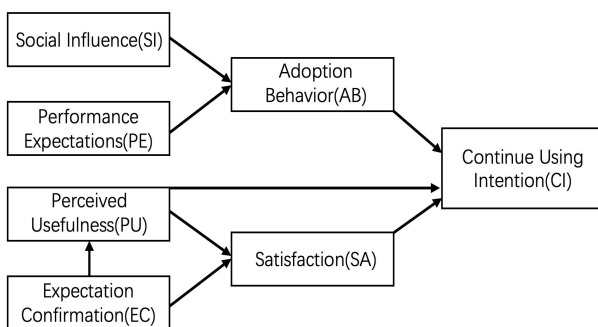 Social Influence(SI)
Adoption
Behavior(AB)
Performance
Expectations(PE)
Continue Using
Intention(CI)
Perceived
Usefulness(PU)
Satisfaction(SA)
Expectation
Confirmation(EC)